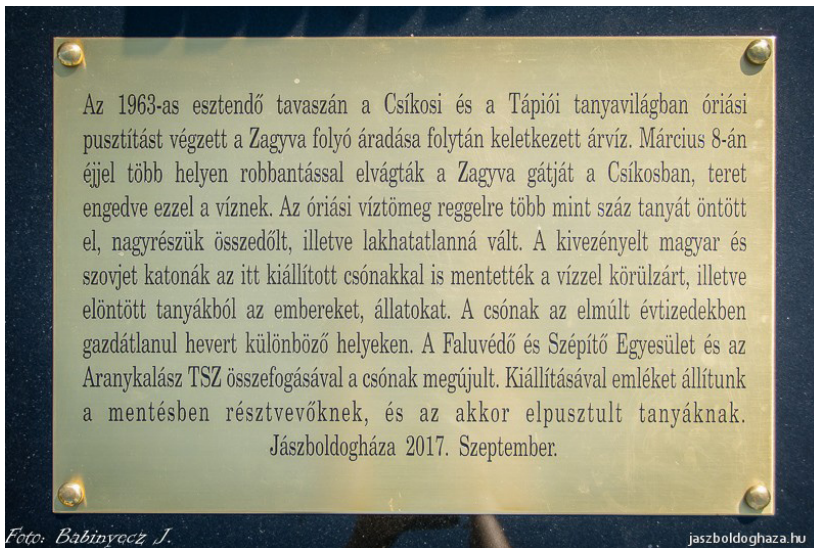 Az 1963-as esztendő tavaszán a Csíkosi és a Tápiói tanyavilágban óriási
pusztítást végzett a Zagyva folyó áradása folytán keletkezett árvíz. Március 8-án
éjjel több helyen robbantással elvágták a Zagyva gátját a Csíkosban, teret
engedve ezzel a víznek. Az óriási víztömeg reggelre több mint száz tanyát öntött
el, nagyrészük összedőlt, illetve lakhatatlanná vált. A kivezényelt magyar és
szovjet katonák az itt kiállított csónakkal is mentették a vízzel körülzárt, illetve
elöntött tanyákból az embereket, állatokat. A csónak az elmúlt évtizedekben
gazdátlanul hevert különböző helyeken. A Faluvédő és Szépítő Egyesület és az
Aranykalász TSZ összefogásával a csónak megújult. Kiállításával emléket állítunk
a mentésben résztvevőknek, és az akkor elpusztult tanyáknak.
Jászboldogháza 2017. Szeptember.
Foto: Babinyecz J.
jaszboldoghaza.hu